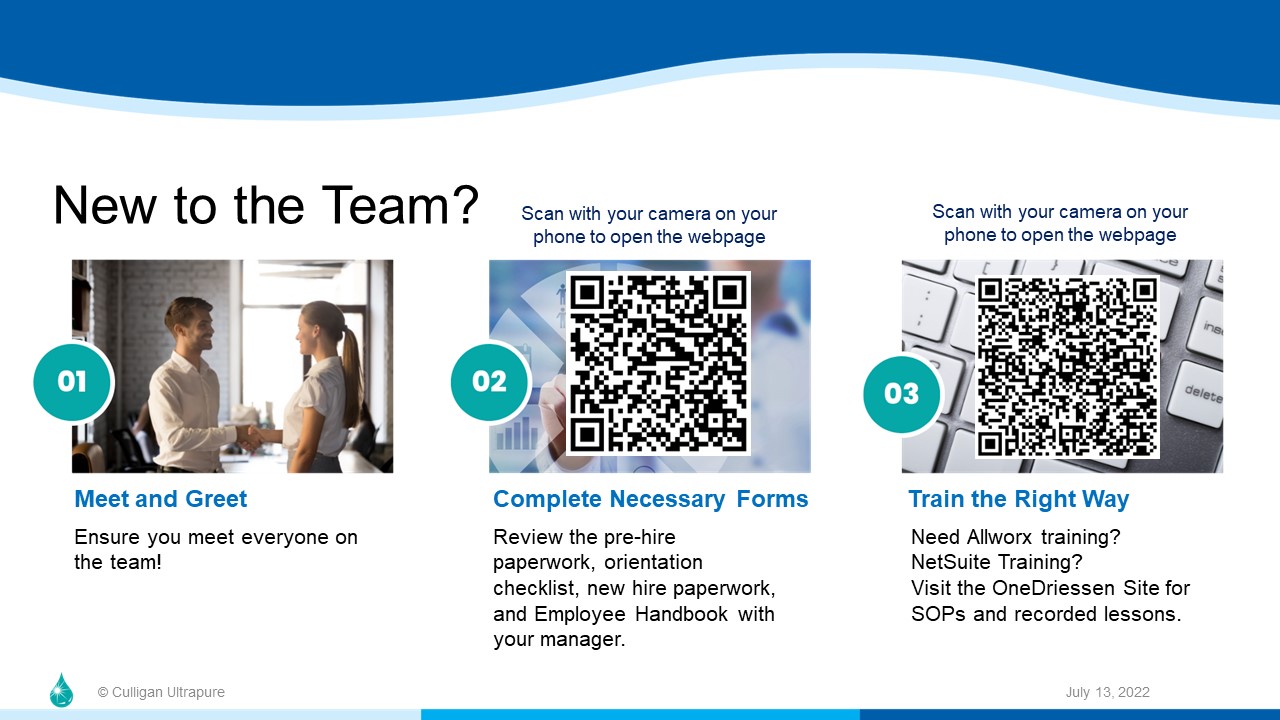 New to the Team?
Scan with your camera on your
phone to open the webpage
Scan with your camera on your
phone to open the webpage
01
02
03
delete
Meet and Greet
Ensure you meet everyone on
the team!
Complete Necessary Forms
Review the pre-hire
paperwork, orientation
checklist, new hire paperwork,
and Employee Handbook with
your manager.
Train the Right Way
Need Allworx training?
NetSuite Training?
Visit the OneDriessen Site for
SOPs and recorded lessons.
© Culligan Ultrapure
July 13, 2022